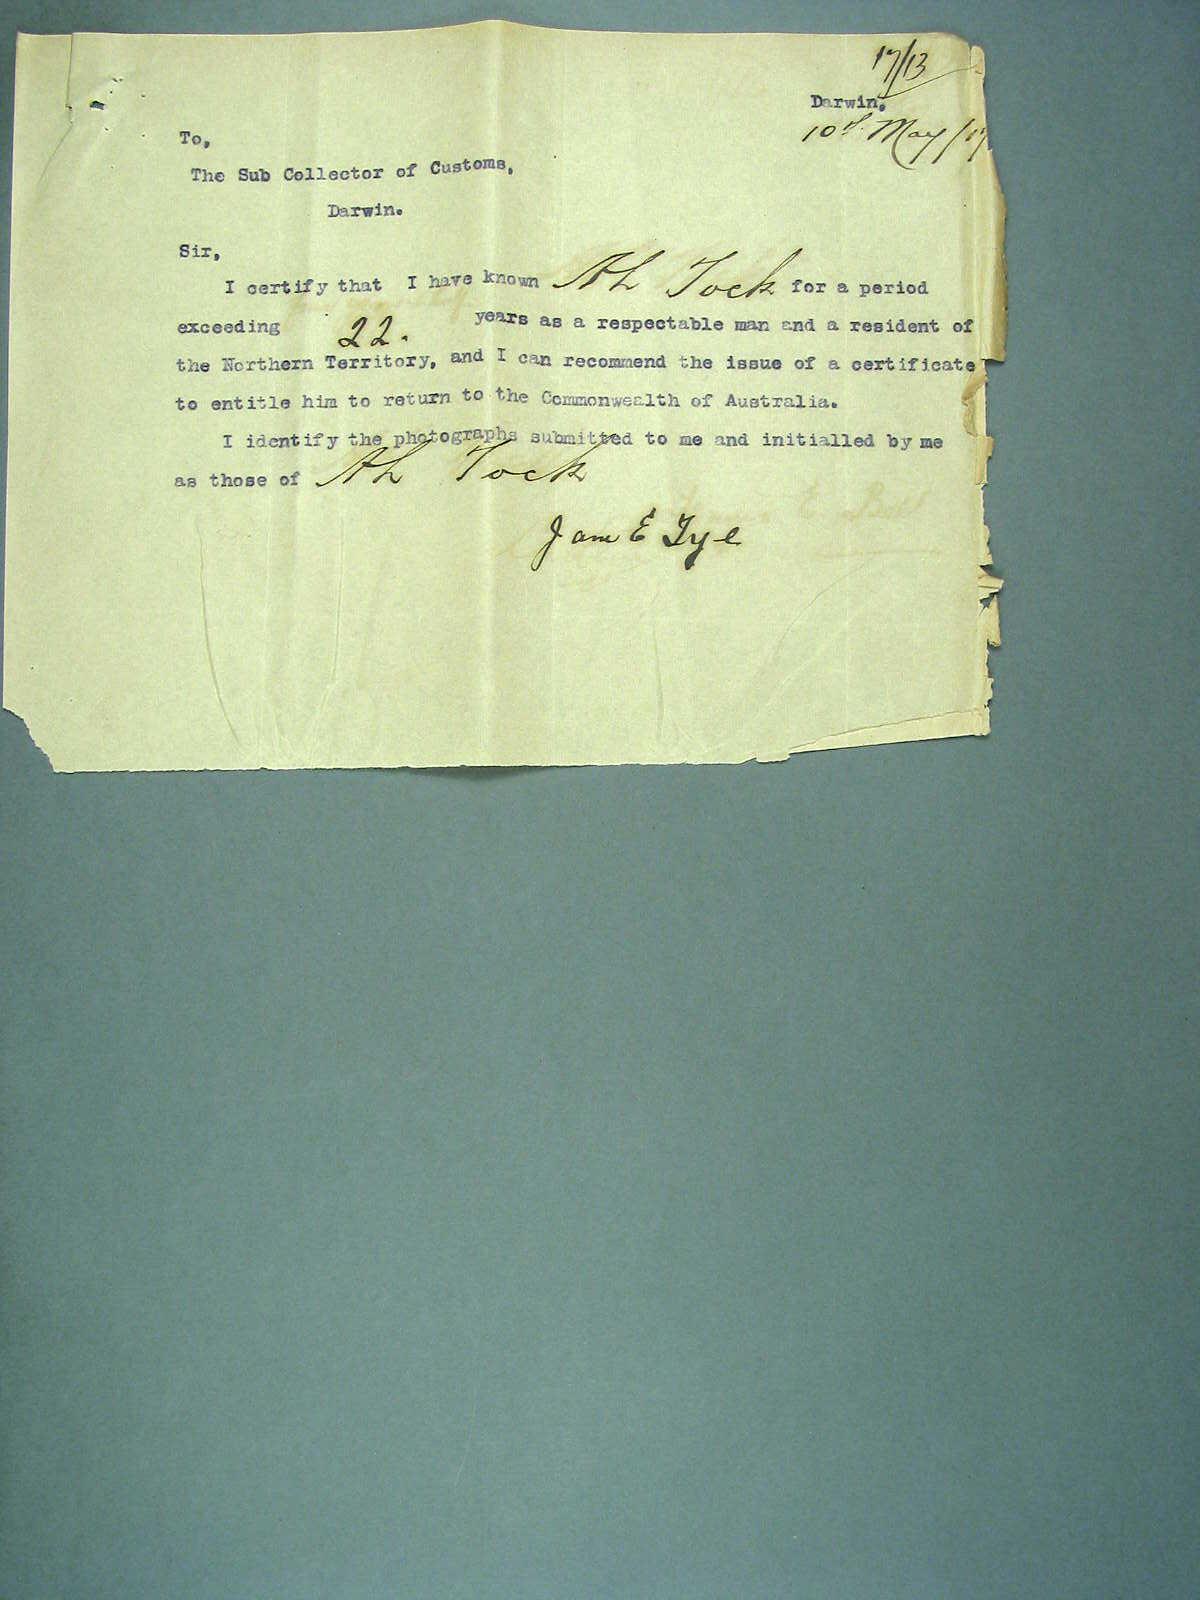 17/13
Darwin.
10th May /17
To,
The Sub Collector of Customs,
Darwin.
Sir,
I certify that I have known Ah Tock for a period
exceeding 22. years as a respectable man and a resident of
the Northern Territory, and I can recommend the issue of a certificate
to entitle him to return to the Commonwealth of Australia.
I identify the photographs submitted to me and initialled by me
as those of Ah Tock
Jane E Tye